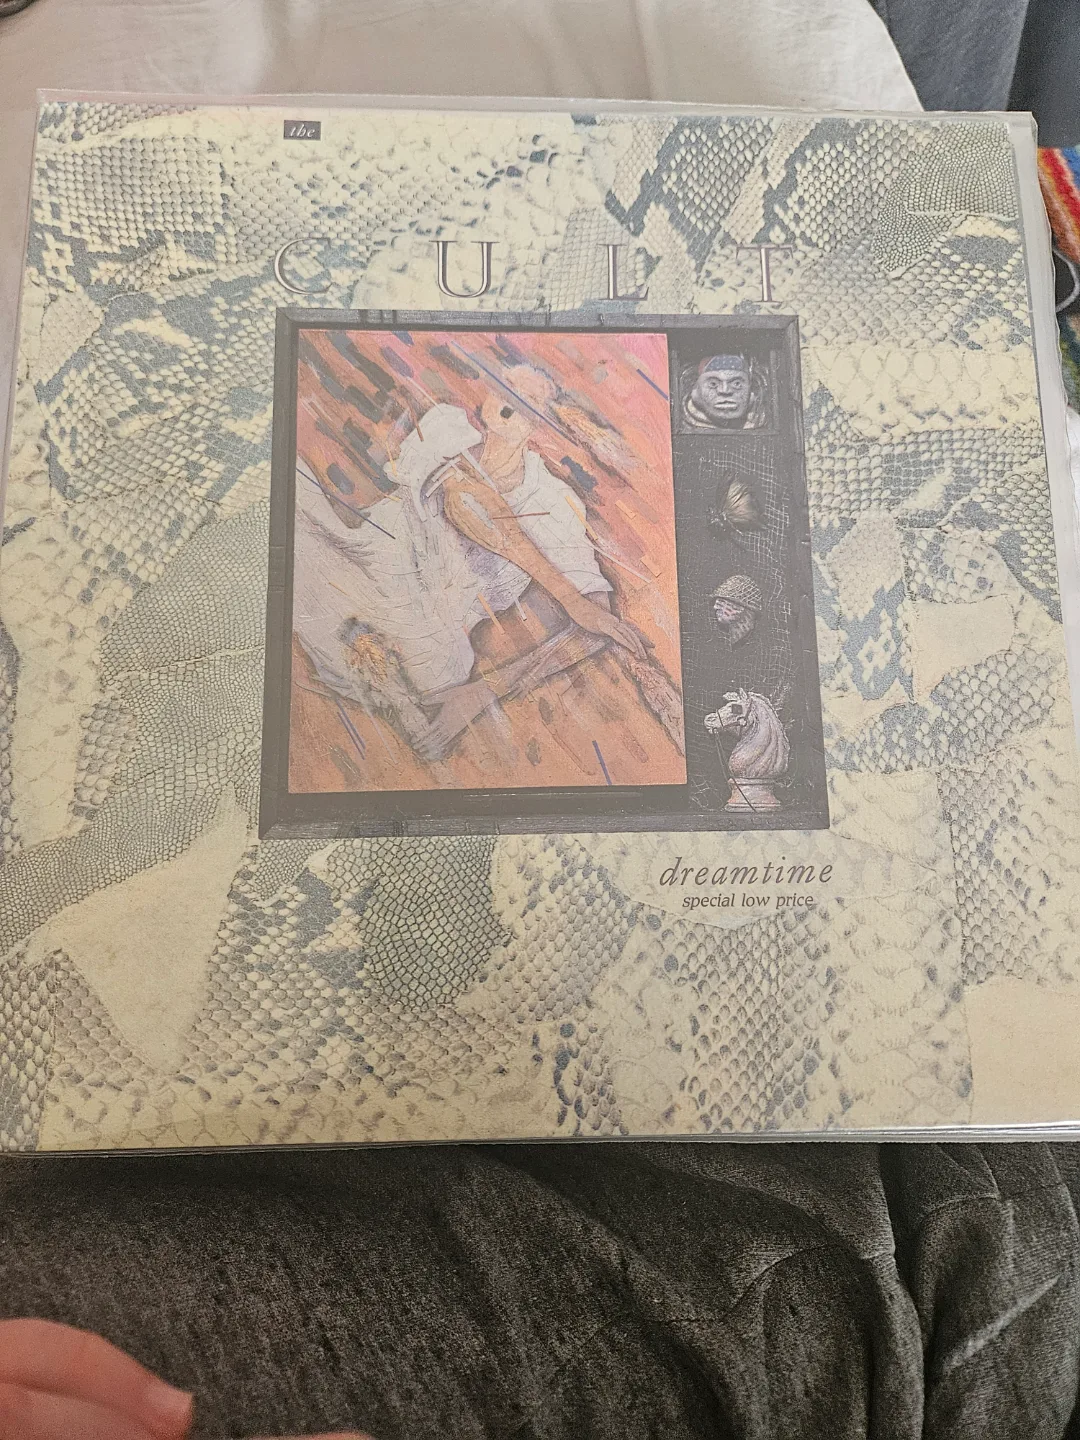 the
CULT
dreamtime
special low price